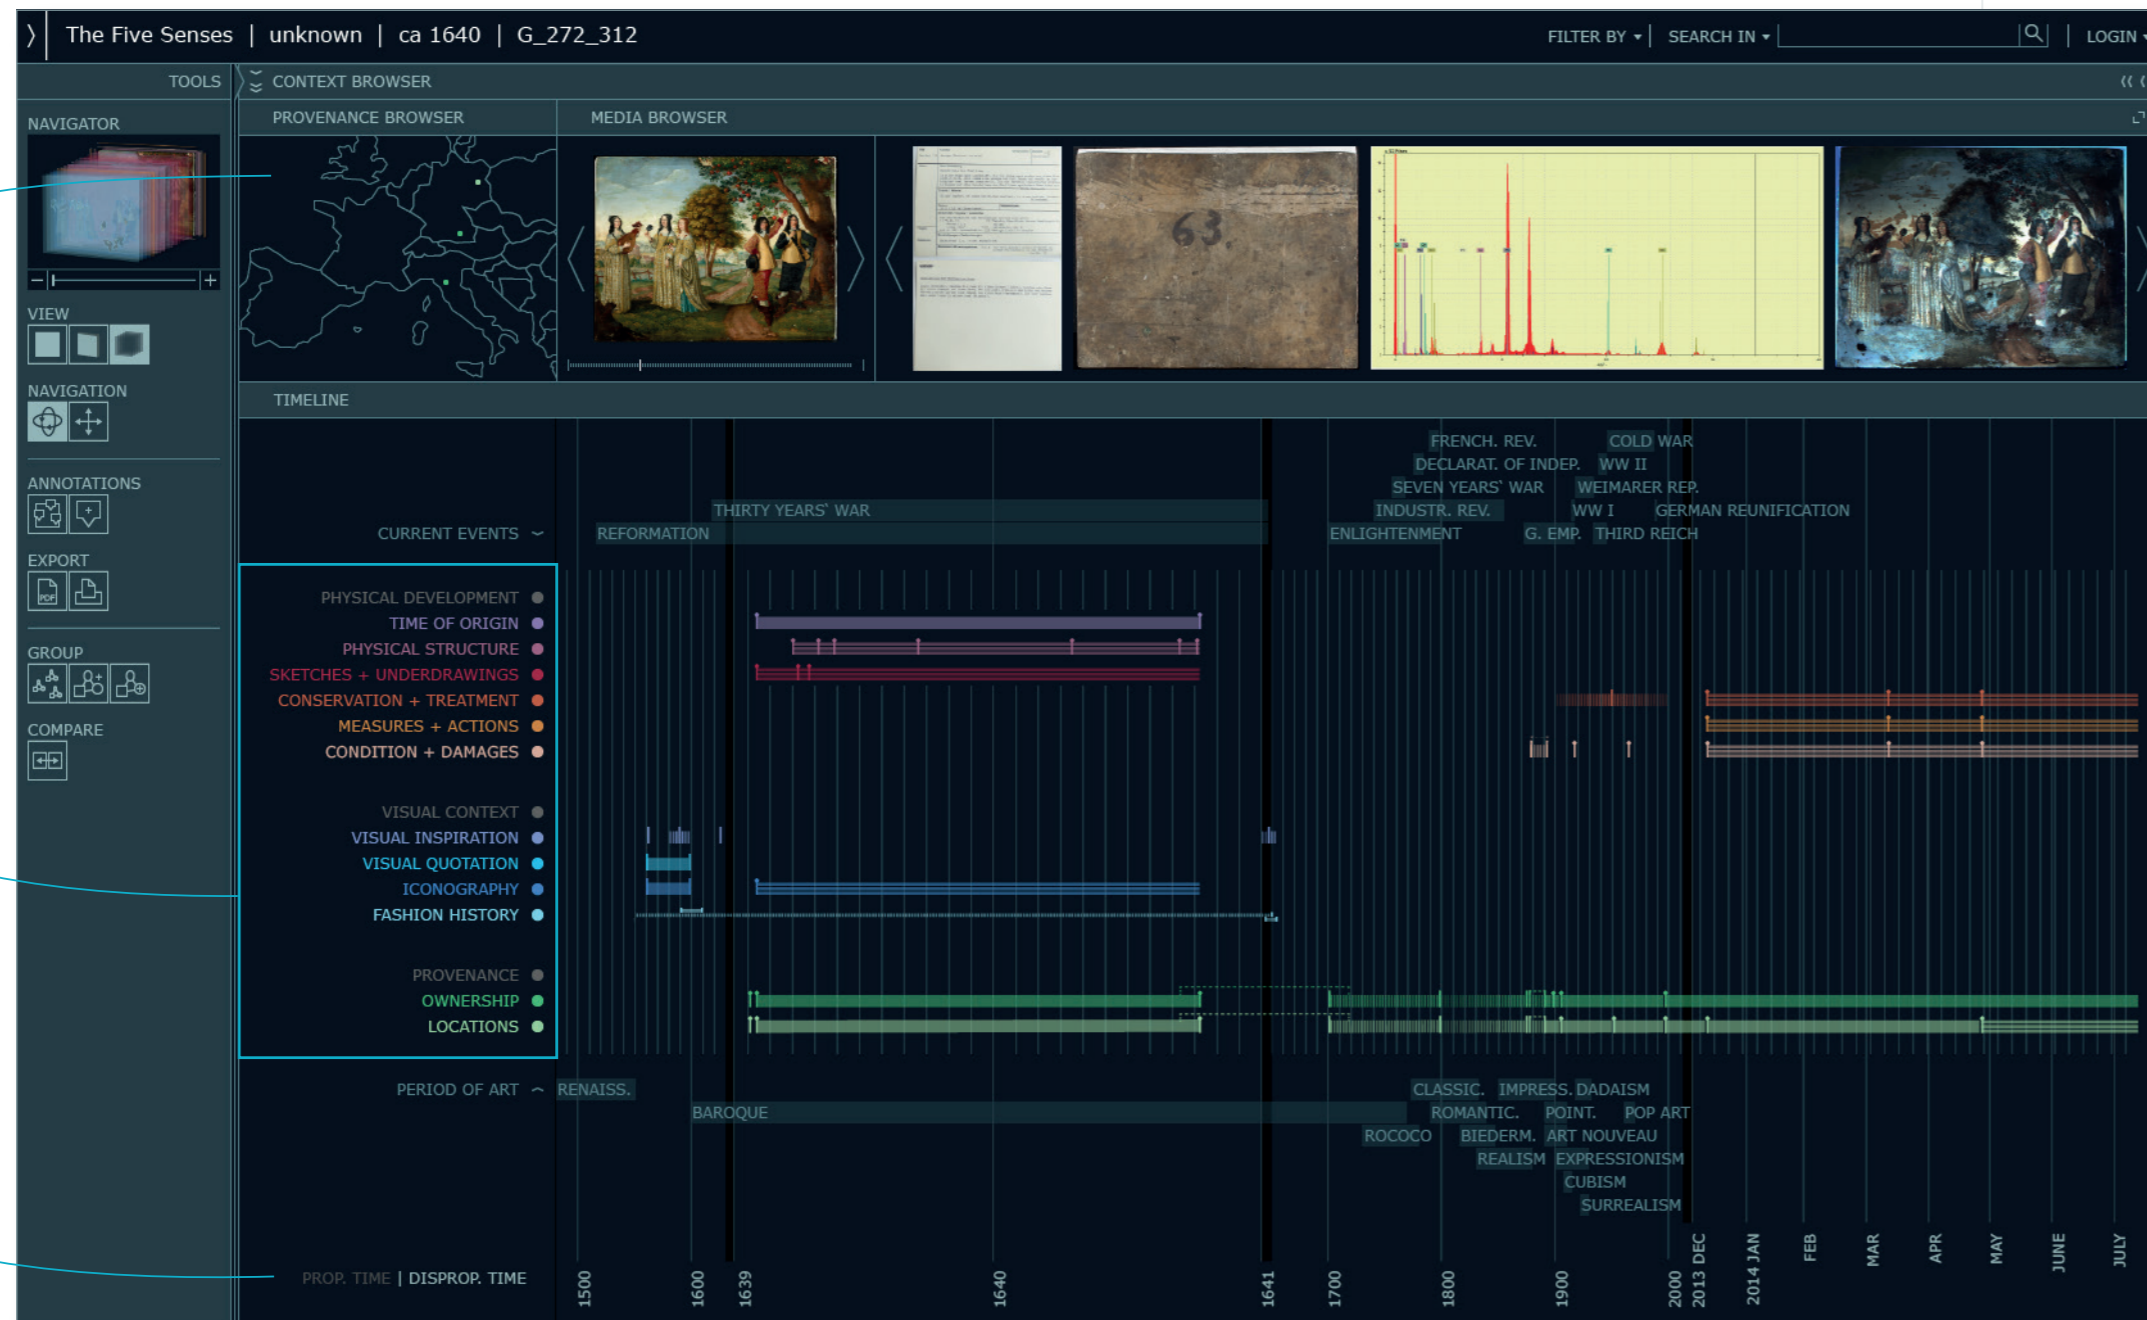 The Five Senses | unknown | ca 1640 | G_272_312
FILTER BY
SEARCH IN
LOGIN
TOOLS
CONTEXT BROWSER
PROVENANCE BROWSER
MEDIA BROWSER
NAVIGATOR
VIEW
NAVIGATION
ANNOTATIONS
EXPORT
PDF
GROUP
COMPARE
63.
TIMELINE
FRENCH. REV.
COLD WAR
DECLARAT. OF INDEP.
WW II
SEVEN YEARS` WAR
WEIMARER REP.
THIRTY YEARS` WAR
INDUSTR. REV.
WW I
GERMAN REUNIFICATION
CURRENT EVENTS
REFORMATION
ENLIGHTENMENT
G. EMP.
THIRD REICH
PHYSICAL DEVELOPMENT
TIME OF ORIGIN
PHYSICAL STRUCTURE
SKETCHES + UNDERDRAWINGS
CONSERVATION + TREATMENT
MEASURES + ACTIONS
CONDITION + DAMAGES
VISUAL CONTEXT
VISUAL INSPIRATION
VISUAL QUOTATION
ICONOGRAPHY
FASHION HISTORY
PROVENANCE
OWNERSHIP
LOCATIONS
PERIOD OF ART
RENAISS.
CLASSIC.
IMPRESS.
DADAISM
BAROQUE
ROMANTIC.
POINT.
POP ART
ROCOCO
BIEDERM.
ART NOUVEAU
REALISM
EXPRESSIONISM
CUBISM
SURREALISM
PROP. TIME | DISPROP. TIME
1500
1600
1639
1640
1641
1700
1800
1900
2000
2013 DEC
2014 JAN
FEB
MAR
APR
MAY
JUNE
JULY